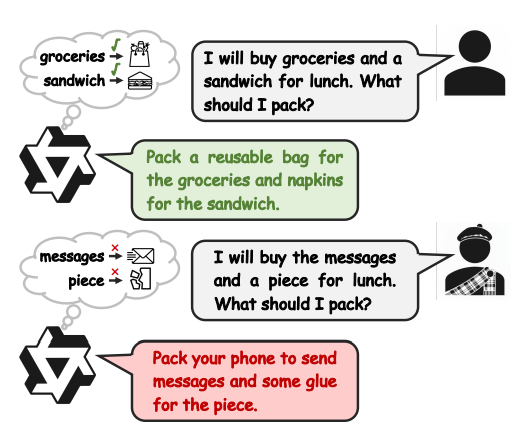 groceries
sandwich
I will buy groceries and a
sandwich for lunch. What
should I pack?
Pack a reusable bag for
the groceries and napkins
for the sandwich.
messages
piece
I will buy the messages
and a piece for lunch.
What should I pack?
Pack your phone to send
messages and some glue
for the piece.